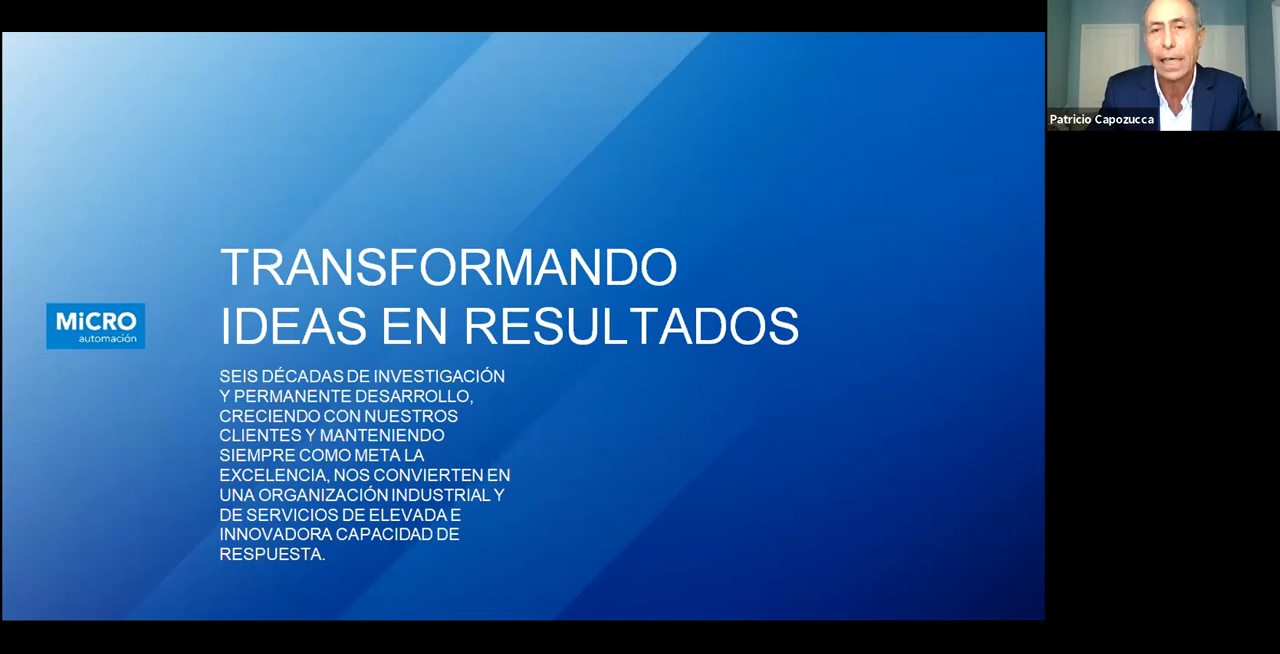 Patricio Capozucca
TRANSFORMANDO
IDEAS EN RESULTADOS
MiCRO
automación
SEIS DÉCADAS DE INVESTIGACIÓN
Y PERMANENTE DESARROLLO,
CRECIENDO CON NUESTROS
CLIENTES Y MANTENIENDO
SIEMPRE COMO META LA
EXCELENCIA, NOS CONVIERTEN EN
UNA ORGANIZACIÓN INDUSTRIAL Y
DE SERVICIOS DE ELEVADA E
INNOVADORA CAPACIDAD DE
RESPUESTA.